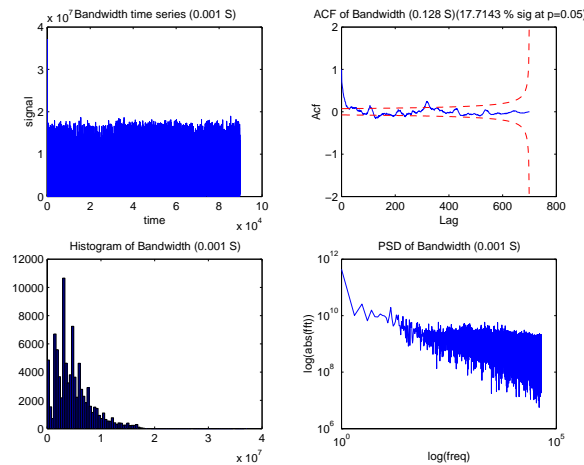 x 10^7 Bandwidth time series (0.001 S)
4
3
2
1
0
signal
0 2 4 6 8 10
time
x 10^4
ACF of Bandwidth (0.128 S)(17.7143 % sig at p=0.05)
2
1
0
−1
−2
Acf
0 200 400 600 800
Lag
Histogram of Bandwidth (0.001 S)
12000
10000
8000
6000
4000
2000
0
0 1 2 3 4
x 10^7
PSD of Bandwidth (0.001 S)
10^12
10^10
10^8
10^6
log(abs(fft))
10^0 10^5
log(freq)